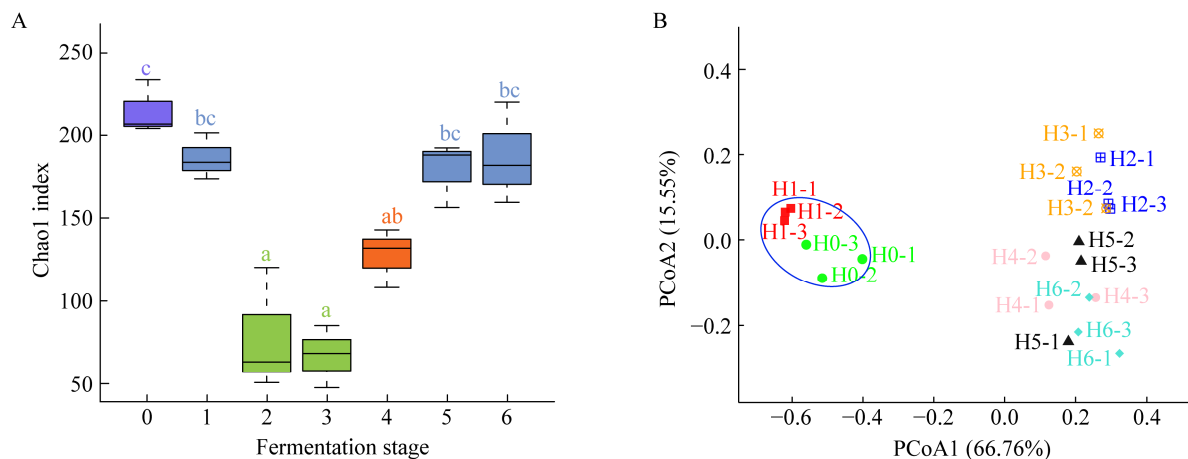 A
Chao1 index
250
200
150
100
50
c
bc
a
a
ab
bc
bc
0 1 2 3 4 5 6
Fermentation stage
B
PCoA2 (15.55%)
0.4
0.2
0.0
−0.2
H3-1
H3-2
H2-1
H2-2
H3-2
H2-3
H1-1
H1-2
H1-3
H0-3
H0-1
H0-2
H5-2
H5-3
H4-2
H6-2
H4-1
H4-3
H6-3
H5-1
H6-1
−0.6 −0.4 −0.2 0.0 0.2 0.4
PCoA1 (66.76%)